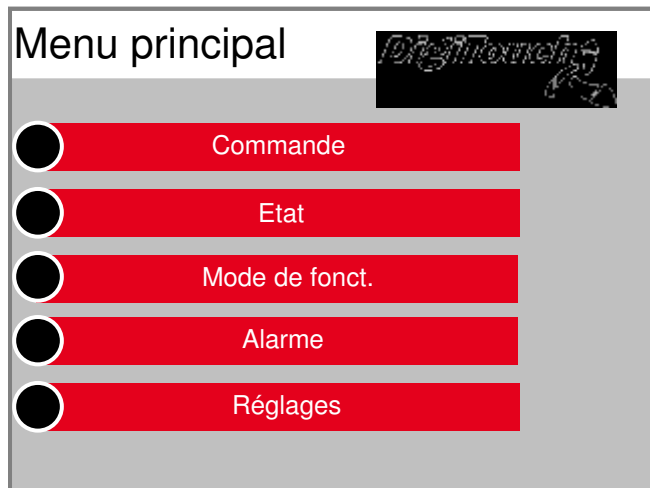 Menu principal
DigiTouch
Commande
Etat
Mode de fonct.
Alarme
Réglages